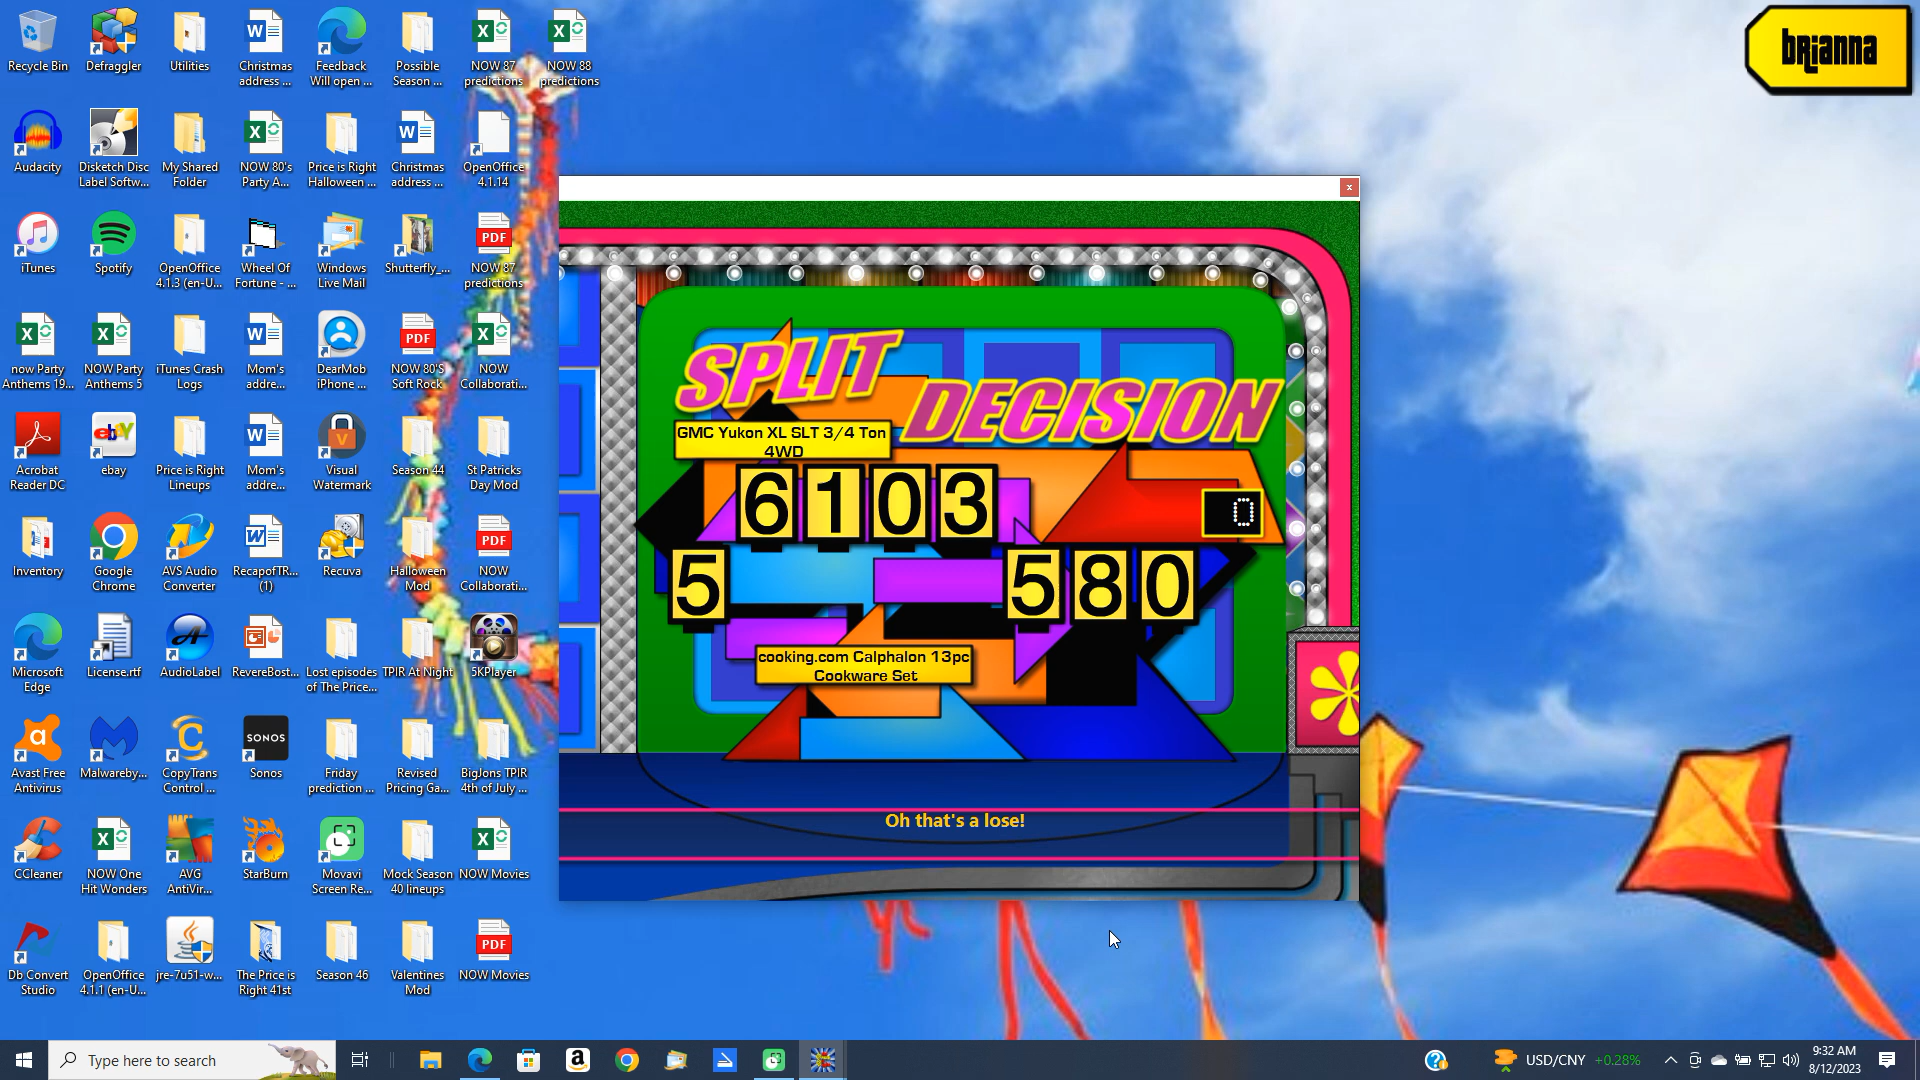 Recycle Bin
Defraggler
Utilities
Christmas
address ...
Feedback
Will open ...
Possible
Season ...
NOW 87
predictions
NOW 88
predictions
brianna
Audacity
Disketch Disc
Label Softw...
My Shared
Folder
NOW 80's
Party A...
Price is Right
Halloween ...
Christmas
address ...
OpenOffice
4.1.14
iTunes
Spotify
OpenOffice
4.1.3 (en-U...
Wheel Of
Fortune - ...
Windows
Live Mail
Shutterfly_...
PDF
NOW 87
predictions
now Party
Anthems 19...
NOW Party
Anthems 5
iTunes Crash
Logs
Mom's
addre...
DearMob
iPhone ...
PDF
NOW 80'S
Soft Rock
NOW
Collaborati...
Acrobat
Reader DC
ebay
ebay
Price is Right
Lineups
Mom's
addre...
Visual
Watermark
Season 44
St Patricks
Day Mod
Inventory
Google
Chrome
AVS Audio
Converter
RecapofTR...
(1)
Recuva
Halloween
Mod
PDF
NOW
Collaborati...
Microsoft
Edge
License.rtf
AudioLabel
RevereBost...
Lost episodes
of The Price...
TPIR At Night
5KPlayer
Avast Free
Antivirus
Malwareby...
CopyTrans
Control ...
SONOS
Sonos
Friday
prediction ...
Revised
Pricing Ga...
BigJons TPIR
4th of July ...
CCleaner
NOW One
Hit Wonders
AVG
AntiVir...
StarBurn
Movavi
Screen Re...
Mock Season
40 lineups
NOW Movies
Db Convert
Studio
OpenOffice
4.1.1 (en-U...
jre-7u51-w...
The Price is
Right 41st
Season 46
Valentines
Mod
PDF
NOW Movies
x
SPLIT
DECISION
GMC Yukon XL SLT 3/4 Ton
4WD
6103
0
5 580
cooking.com Calphalon 13pc
Cookware Set
Oh that's a lose!
Type here to search
USD/CNY +0.28%
9:32 AM
8/12/2023